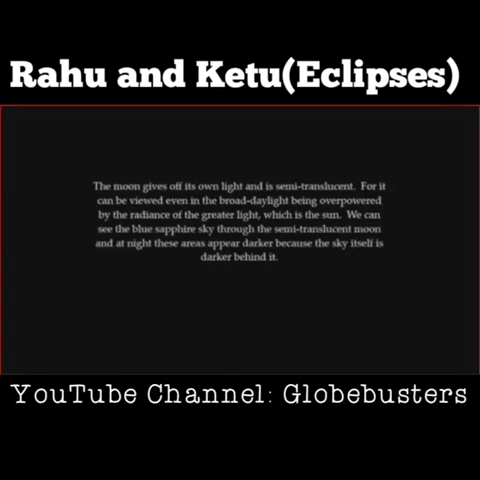 Rahu and Ketu(Eclipses)
The moon gives off its own light and is semi-translucent. For it
can be viewed even in the broad-daylight being overpowered
by the radiance of the greater light, which is the sun. We can
see the blue sapphire sky through the semi-translucent moon
and at night these areas appear darker because the sky itself is
darker behind it.
YouTube Channel: Globebusters